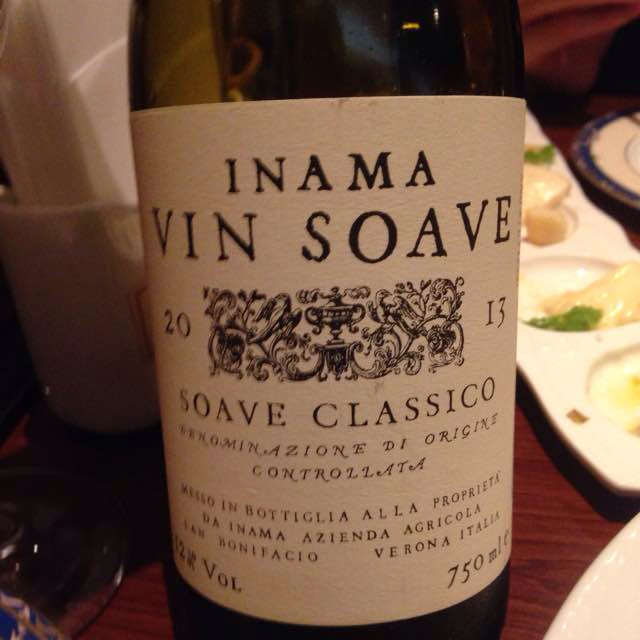 INAMA
VIN SOAVE
20 13
SOAVE CLASSICO
DENOMINAZIONE DI ORIGINE
CONTROLLATA
MESSO IN BOTTIGLIA ALLA PROPRIETÀ
DA INAMA AZIENDA AGRICOLA
SAN BONIFACIO VERONA ITALIA
VOL 750 ml e